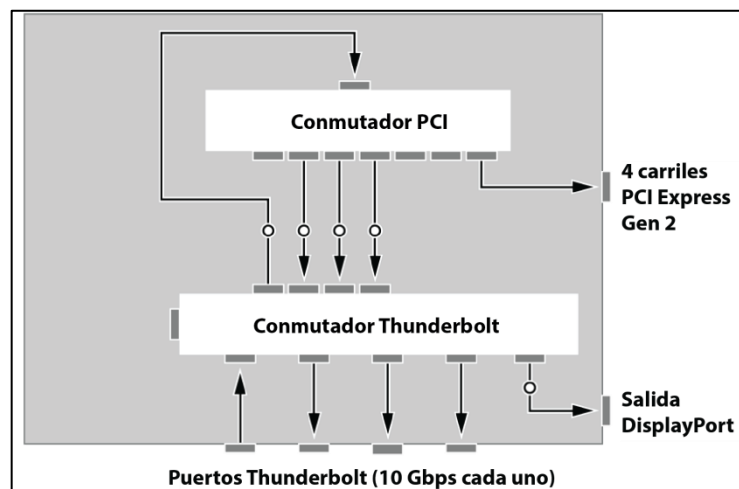 Conmutador PCI
4 carriles
PCI Express
Gen 2
Conmutador Thunderbolt
Salida
DisplayPort
Puertos Thunderbolt (10 Gbps cada uno)